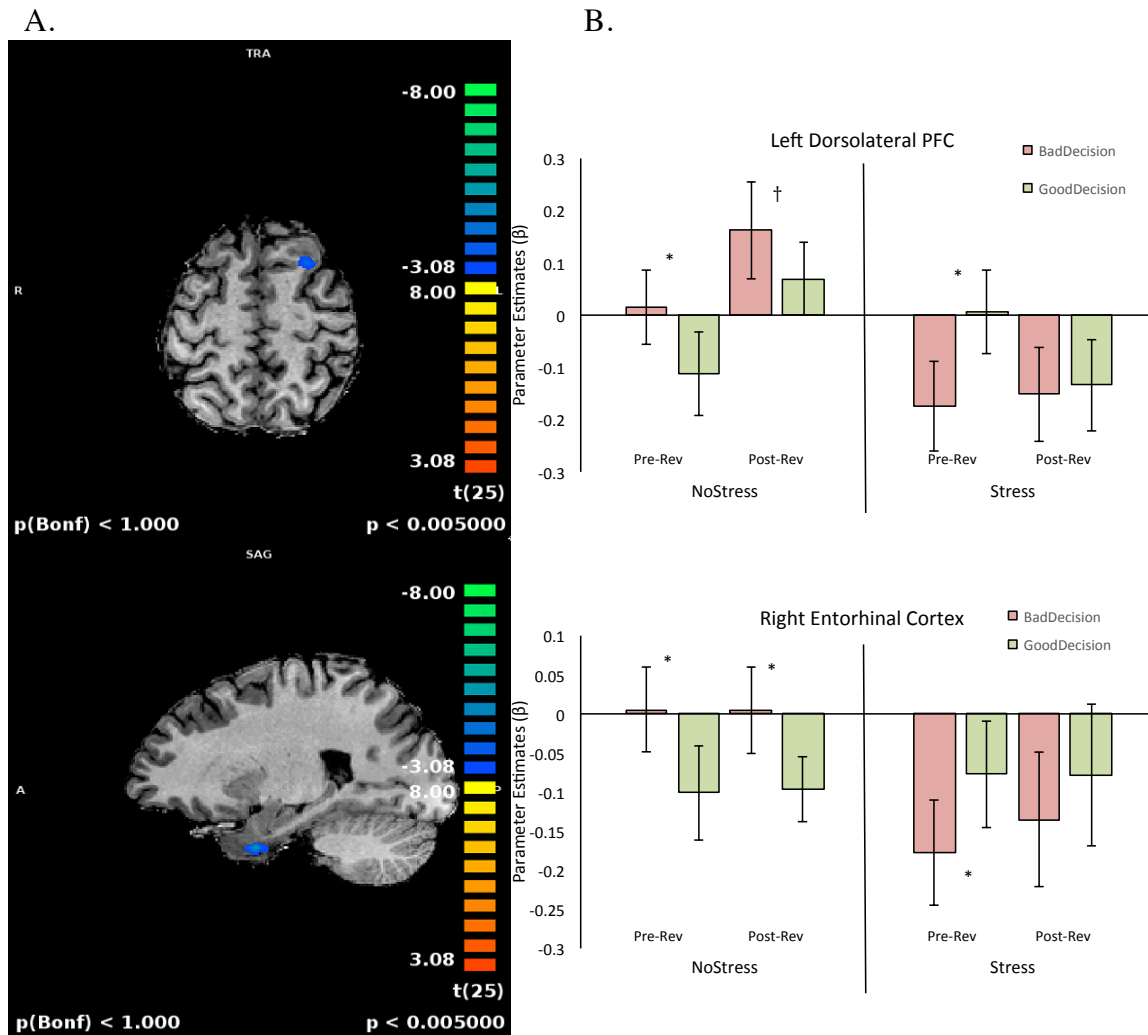 A.
TRA
-8.00
-3.08
8.00
R
L
3.08
t(25)
p(Bonf) < 1.000
p < 0.005000
SAG
-8.00
-3.08
8.00
A
P
3.08
t(25)
p(Bonf) < 1.000
p < 0.005000
B.
Left Dorsolateral PFC
BadDecision
GoodDecision
Parameter Estimates (β)
0.3
0.2
0.1
0
-0.1
-0.2
-0.3
*
†
*
Pre-Rev
Post-Rev
Pre-Rev
Post-Rev
NoStress
Stress
Right Entorhinal Cortex
BadDecision
GoodDecision
Parameter Estimates (β)
0.1
0.05
0
-0.05
-0.1
-0.15
-0.2
-0.25
-0.3
*
*
*
Pre-Rev
Post-Rev
Pre-Rev
Post-Rev
NoStress
Stress